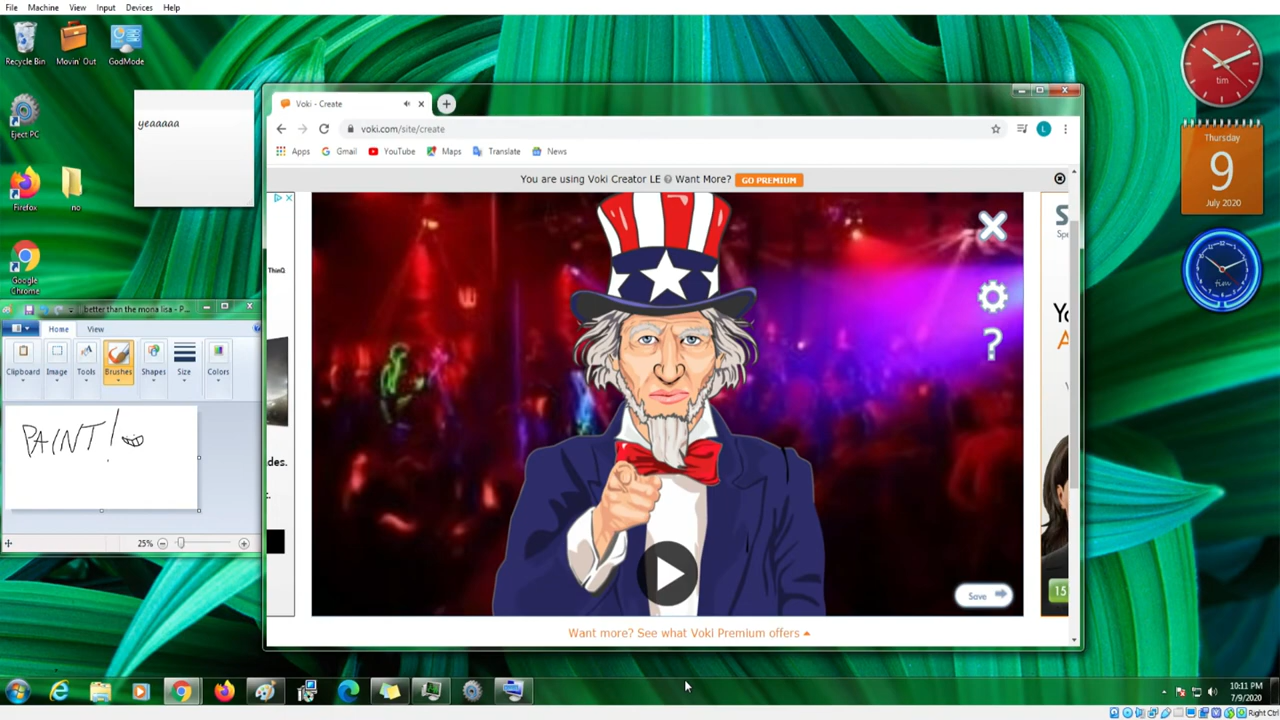 File Machine View Input Devices Help
Recycle Bin
Movin' Out
GodMode
Eject PC
Firefox
no
Google Chrome
yeaaaaa
better than the mona lisa - P...
Home View
Clipboard Image Tools Brushes Shapes Size Colors
PAINT!
25%
Voki - Create
voki.com/site/create
Apps Gmail YouTube Maps Translate News
You are using Voki Creator LE ? Want More? GO PREMIUM
ThinQ
des.
?
Save
15
Want more? See what Voki Premium offers
tim
Thursday
9
July 2020
10:11 PM
7/9/2020
Right Ctrl